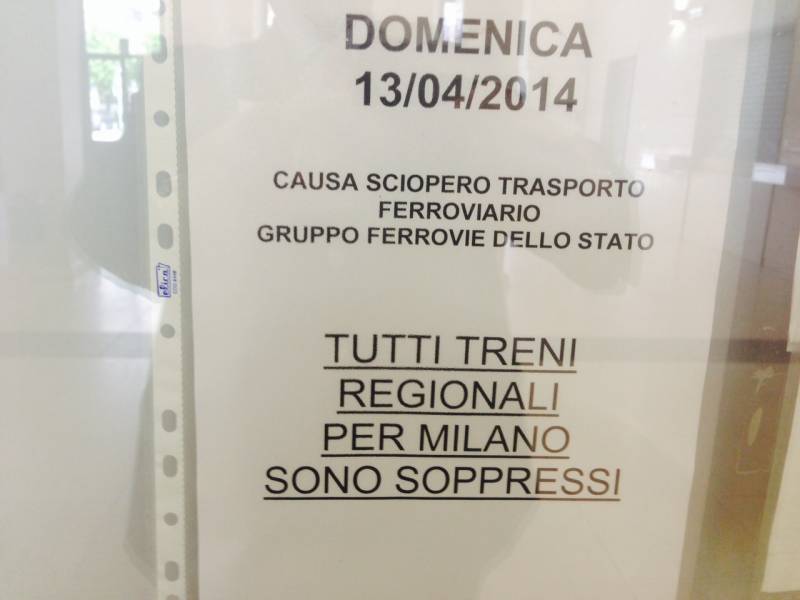 DOMENICA
13/04/2014
CAUSA SCIOPERO TRASPORTO
FERROVIARIO
GRUPPO FERROVIE DELLO STATO
TUTTI TRENI
REGIONALI
PER MILANO
SONO SOPPRESSI
elica